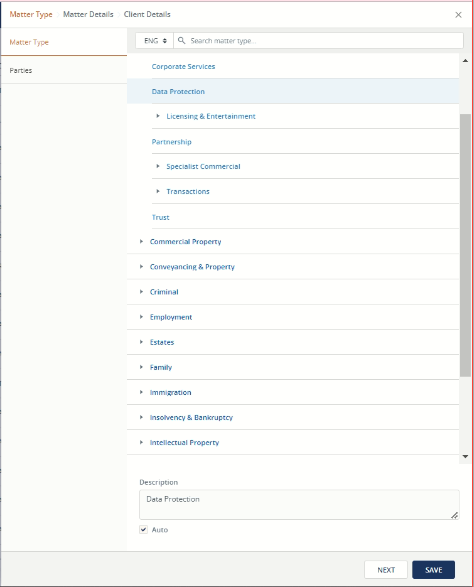 Matter Type Matter Details Client Details
Matter Type
Parties
ENG Search matter type...
Corporate Services
Data Protection
Licensing & Entertainment
Partnership
Specialist Commercial
Transactions
Trust
Commercial Property
Conveyancing & Property
Criminal
Employment
Estates
Family
Immigration
Insolvency & Bankruptcy
Intellectual Property
Description
Data Protection
Auto
NEXT SAVE